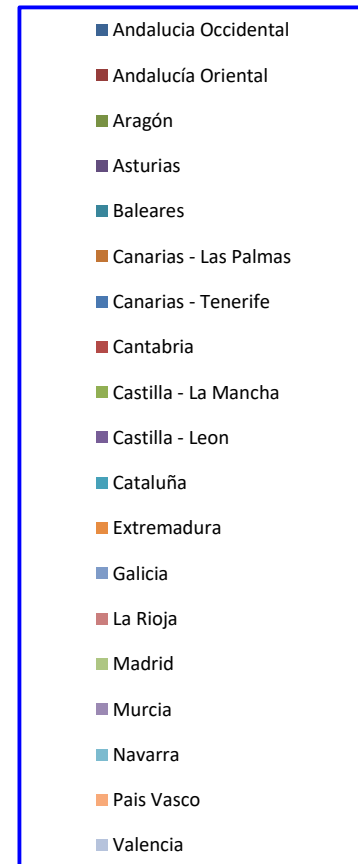 Andalucia Occidental
Andalucía Oriental
Aragón
Asturias
Baleares
Canarias - Las Palmas
Canarias - Tenerife
Cantabria
Castilla - La Mancha
Castilla - Leon
Cataluña
Extremadura
Galicia
La Rioja
Madrid
Murcia
Navarra
Pais Vasco
Valencia